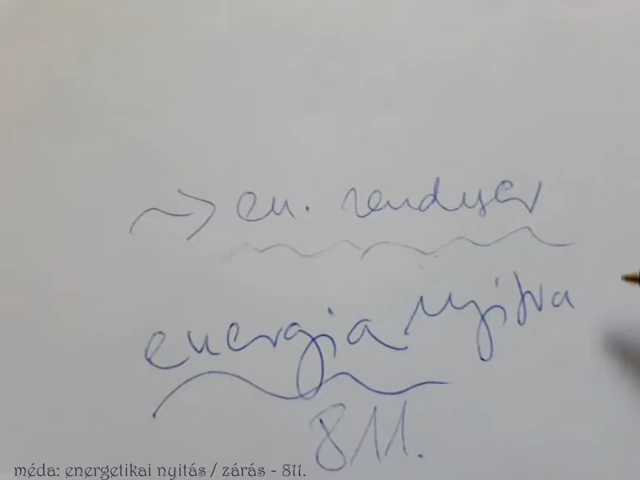 → en. rendszer
energia nyitva
811.
méda: energetikai nyitás / zárás - 811.